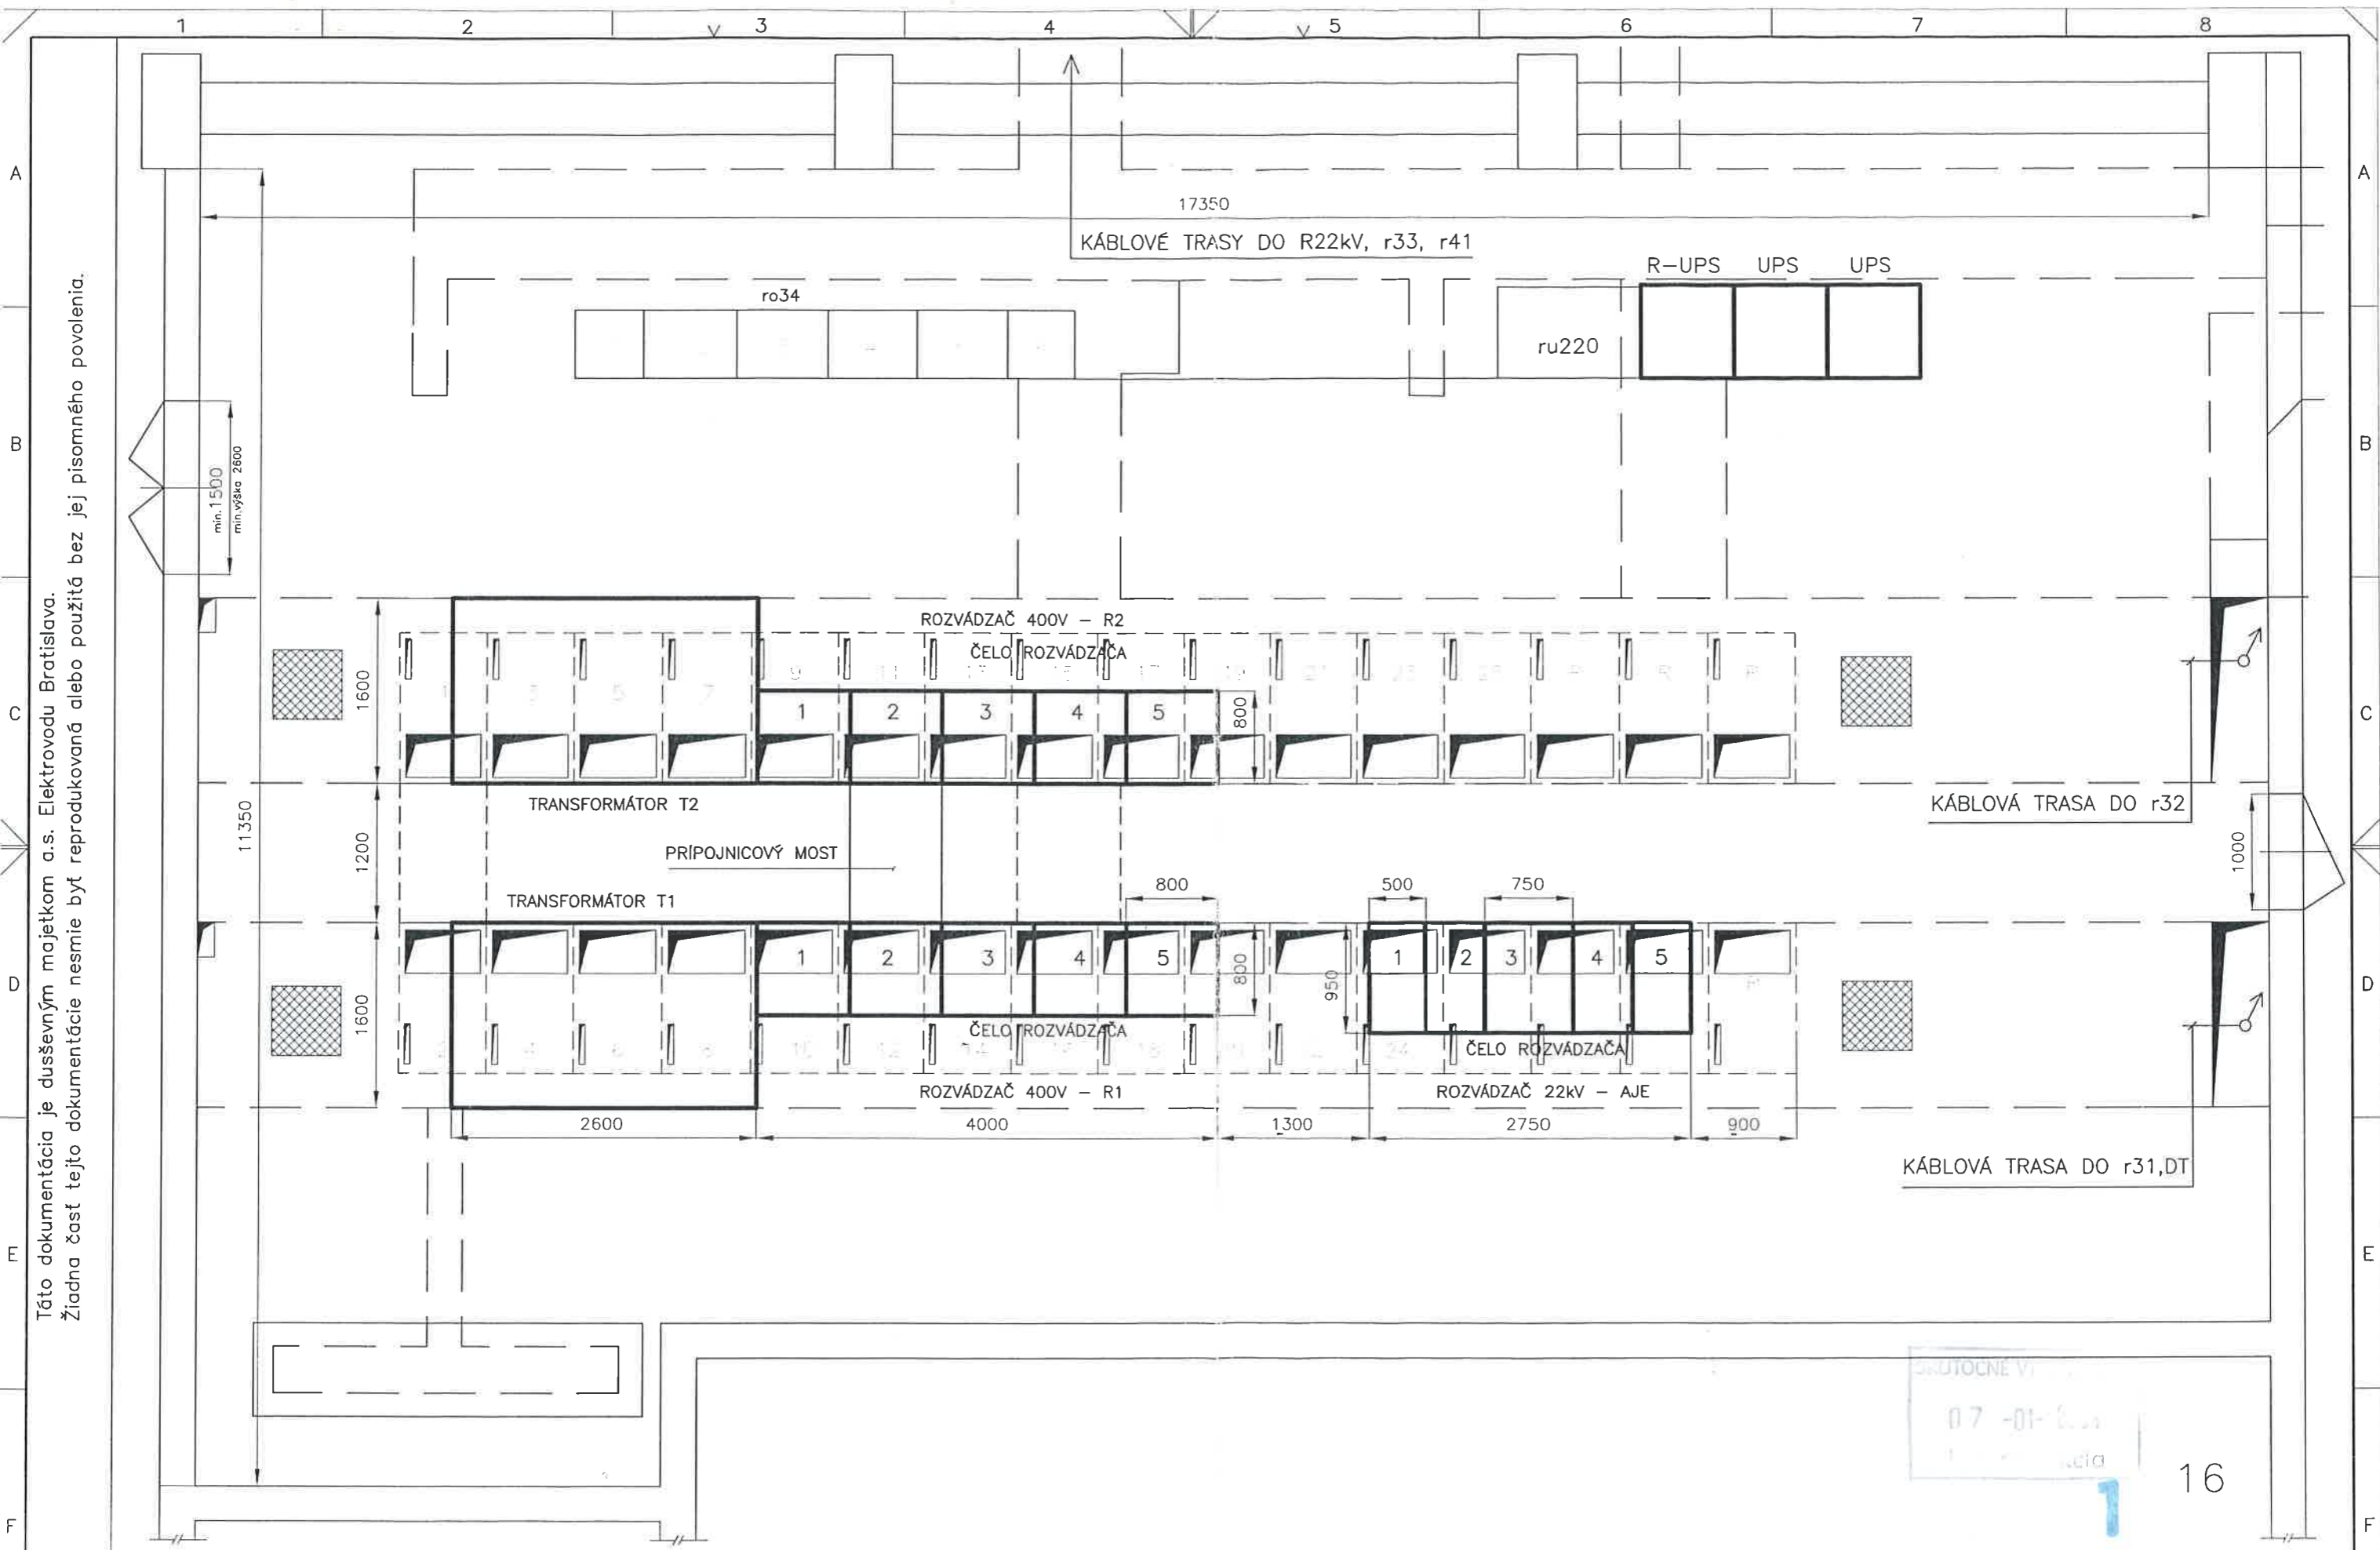 1 2 3 4 5 6 7 8
A A
17350
KÁBLOVÉ TRASY DO R22kV, r33, r41
R-UPS UPS UPS
ro34
ru220
B B
min.1500
min.výška 2600
Táto dokumentácia je dusševným majetkom a.s. Elektrovodu Bratislava.
Žiadna časť tejto dokumentácie nesmie byť reprodukovaná alebo použitá bez jej pisomného povolenia.
ROZVÁDZAČ 400V - R2
ČELO ROZVÁDZAČA
1600
C C
1 2 3 4 5
800
TRANSFORMÁTOR T2
KÁBLOVÁ TRASA DO r32
11350
1200
PRÍPOJNICOVÝ MOST
1000
TRANSFORMÁTOR T1
800
500
750
1 2 3 4 5
800
950
1 2 3 4 5
D D
1600
ČELO ROZVÁDZAČA
ČELO ROZVÁDZAČA
ROZVÁDZAČ 400V - R1
ROZVÁDZAČ 22kV - AJE
2600 4000 1300 2750 900
KÁBLOVÁ TRASA DO r31,DT
E E
07 -01-
16
1
F F